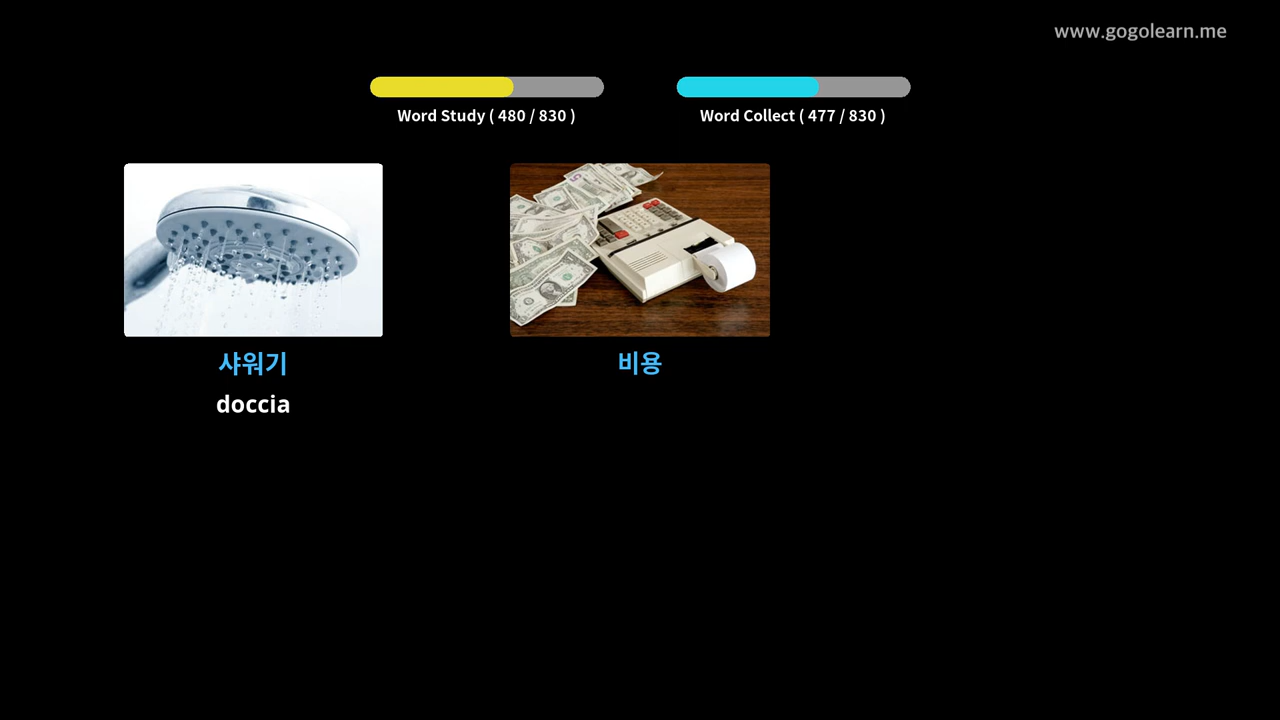 www.gogolearn.me
Word Study ( 480 / 830 )
Word Collect ( 477 / 830 )
샤워기
doccia
비용